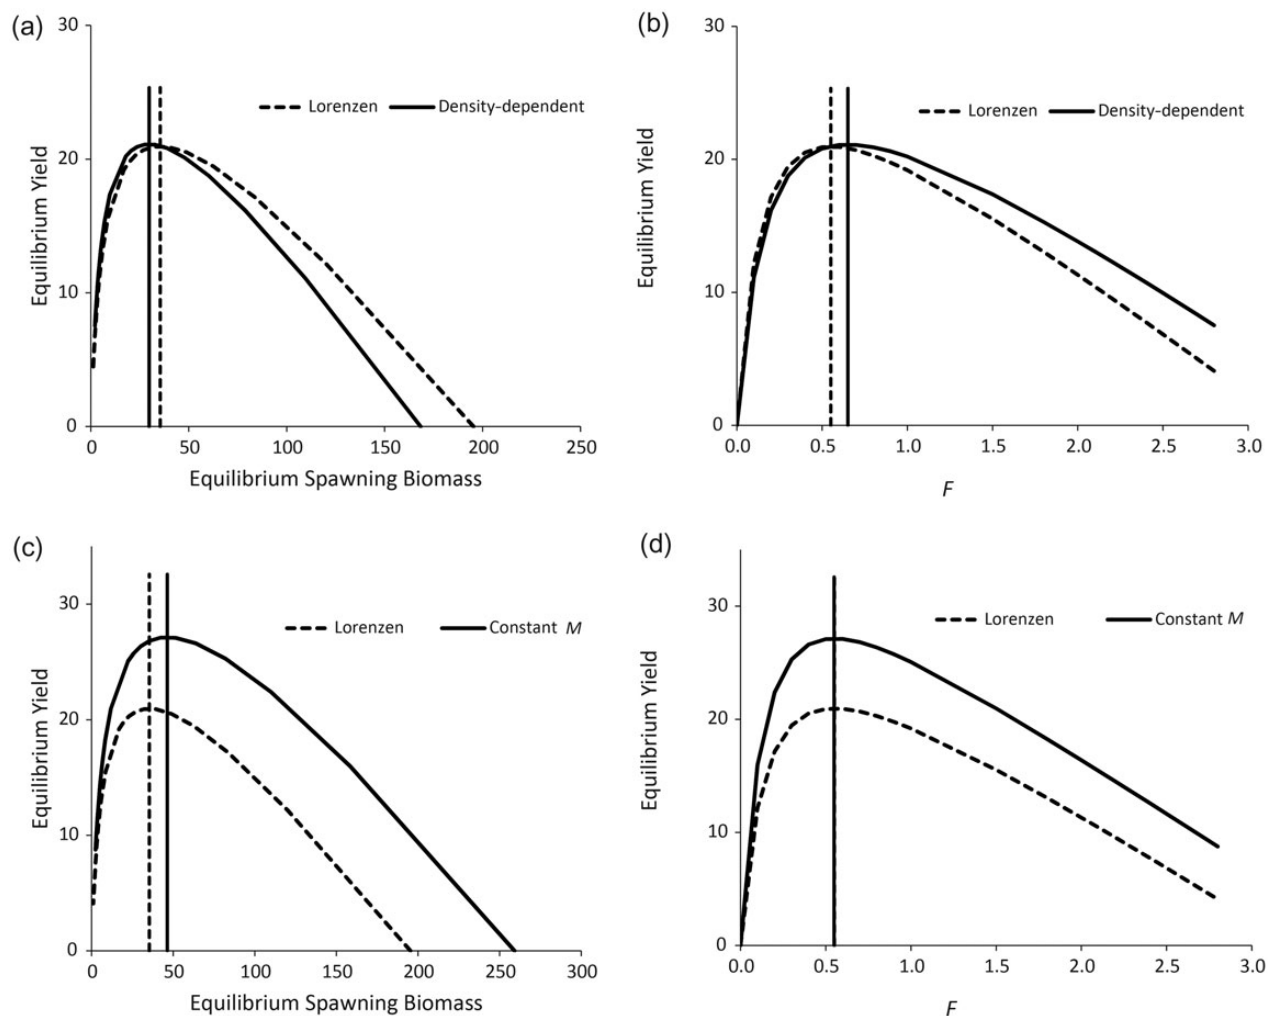 (a)
30
20
10
0
Equilibrium Yield
Lorenzen Density-dependent
0 50 100 150 200 250
Equilibrium Spawning Biomass
(b)
30
20
10
0
Equilibrium Yield
Lorenzen Density-dependent
0.0 0.5 1.0 1.5 2.0 2.5 3.0
F
(c)
30
20
10
0
Equilibrium Yield
Lorenzen Constant M
0 50 100 150 200 250 300
Equilibrium Spawning Biomass
(d)
30
20
10
0
Equilibrium Yield
Lorenzen Constant M
0.0 0.5 1.0 1.5 2.0 2.5 3.0
F